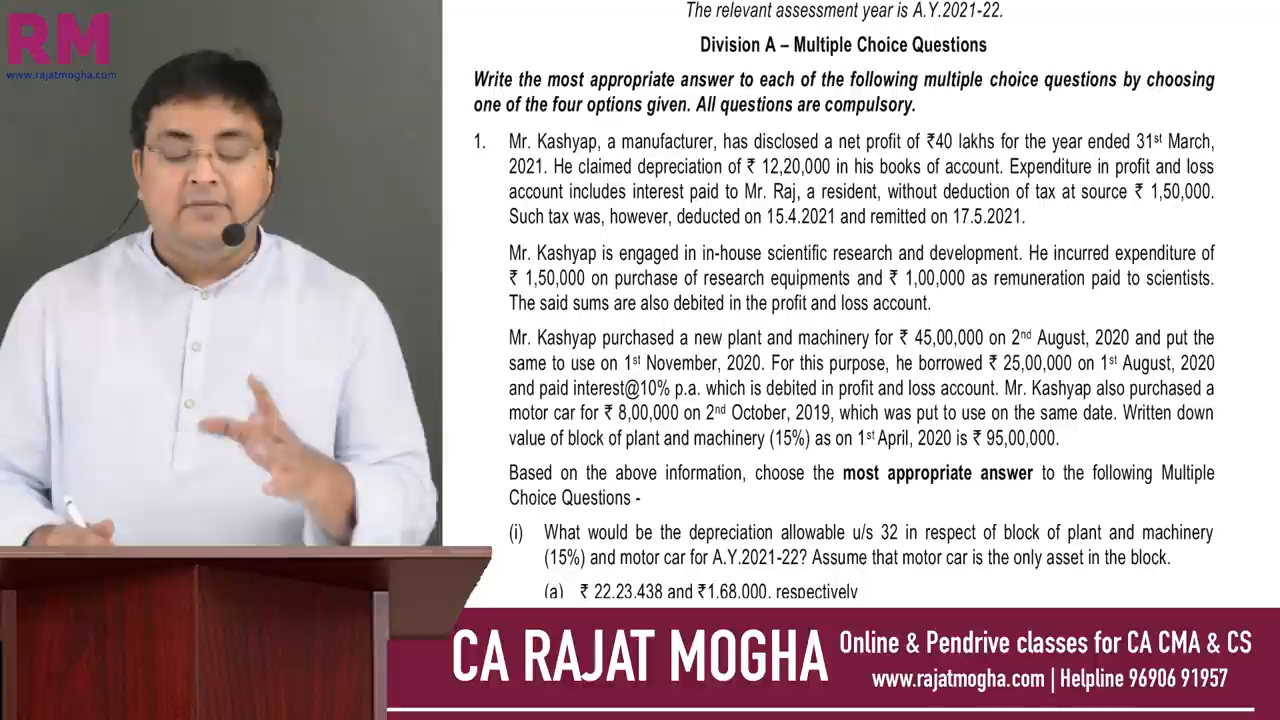 RM
www.rajatmogha.com
The relevant assessment year is A.Y.2021-22.
Division A – Multiple Choice Questions
Write the most appropriate answer to each of the following multiple choice questions by choosing
one of the four options given. All questions are compulsory.
1. Mr. Kashyap, a manufacturer, has disclosed a net profit of ₹40 lakhs for the year ended 31st March,
2021. He claimed depreciation of ₹ 12,20,000 in his books of account. Expenditure in profit and loss
account includes interest paid to Mr. Raj, a resident, without deduction of tax at source ₹ 1,50,000.
Such tax was, however, deducted on 15.4.2021 and remitted on 17.5.2021.
Mr. Kashyap is engaged in in-house scientific research and development. He incurred expenditure of
₹ 1,50,000 on purchase of research equipments and ₹ 1,00,000 as remuneration paid to scientists.
The said sums are also debited in the profit and loss account.
Mr. Kashyap purchased a new plant and machinery for ₹ 45,00,000 on 2nd August, 2020 and put the
same to use on 1st November, 2020. For this purpose, he borrowed ₹ 25,00,000 on 1st August, 2020
and paid interest@10% p.a. which is debited in profit and loss account. Mr. Kashyap also purchased a
motor car for ₹ 8,00,000 on 2nd October, 2019, which was put to use on the same date. Written down
value of block of plant and machinery (15%) as on 1st April, 2020 is ₹ 95,00,000.
Based on the above information, choose the most appropriate answer to the following Multiple
Choice Questions -
(i) What would be the depreciation allowable u/s 32 in respect of block of plant and machinery
(15%) and motor car for A.Y.2021-22? Assume that motor car is the only asset in the block.
(a) ₹ 22,23,438 and ₹1,68,000, respectively
CA RAJAT MOGHA
Online & Pendrive classes for CA CMA & CS
www.rajatmogha.com | Helpline 96906 91957